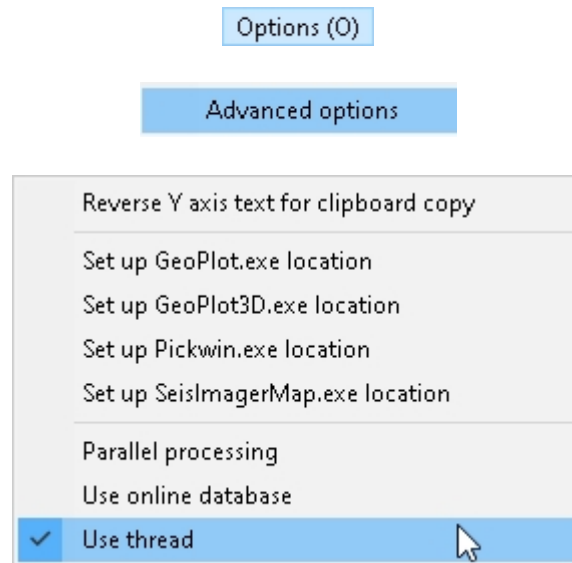 Options (O)
Advanced options
Reverse Y axis text for clipboard copy
Set up GeoPlot.exe location
Set up GeoPlot3D.exe location
Set up Pickwin.exe location
Set up SeisImagerMap.exe location
Parallel processing
Use online database
Use thread